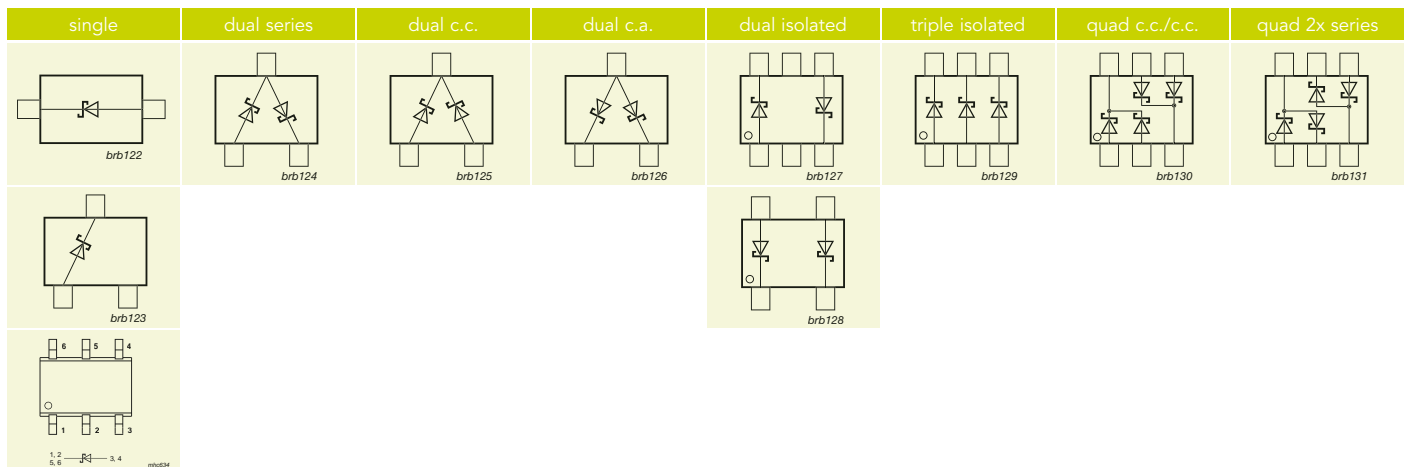 single dual series dual c.c. dual c.a. dual isolated triple isolated quad c.c./c.c. quad 2x series
brb122 brb124 brb125 brb126 brb127 brb129 brb130 brb131
brb123 brb128
6 5 4
1 2 3
1, 2
5, 6
3, 4
mhc634